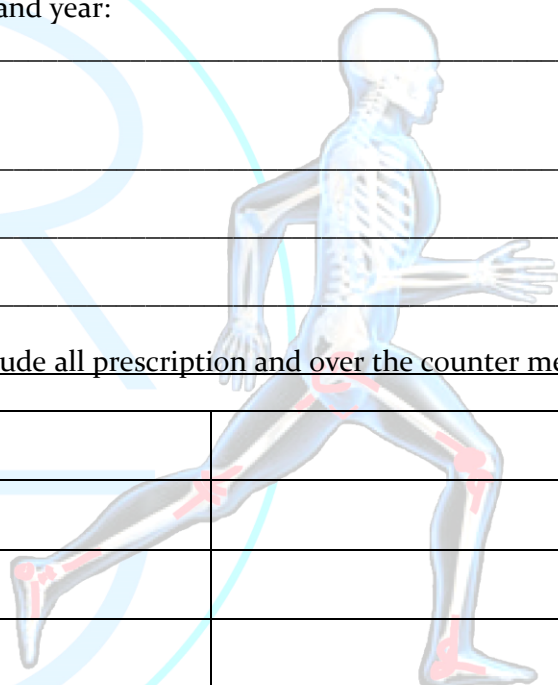 and year:
ude all prescription and over the counter me